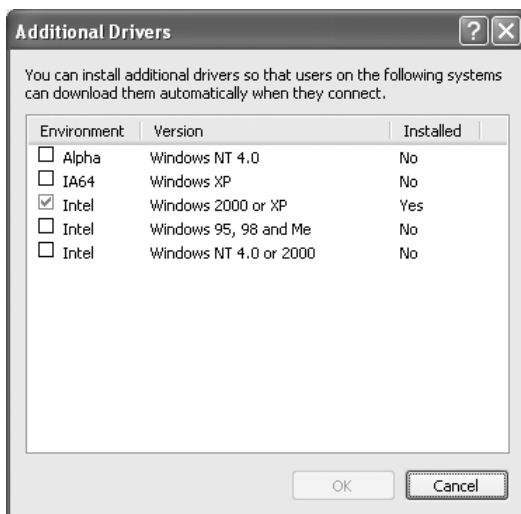 Additional Drivers
You can install additional drivers so that users on the following systems
can download them automatically when they connect.
Environment Version Installed
Alpha Windows NT 4.0 No
IA64 Windows XP No
Intel Windows 2000 or XP Yes
Intel Windows 95, 98 and Me No
Intel Windows NT 4.0 or 2000 No
OK Cancel